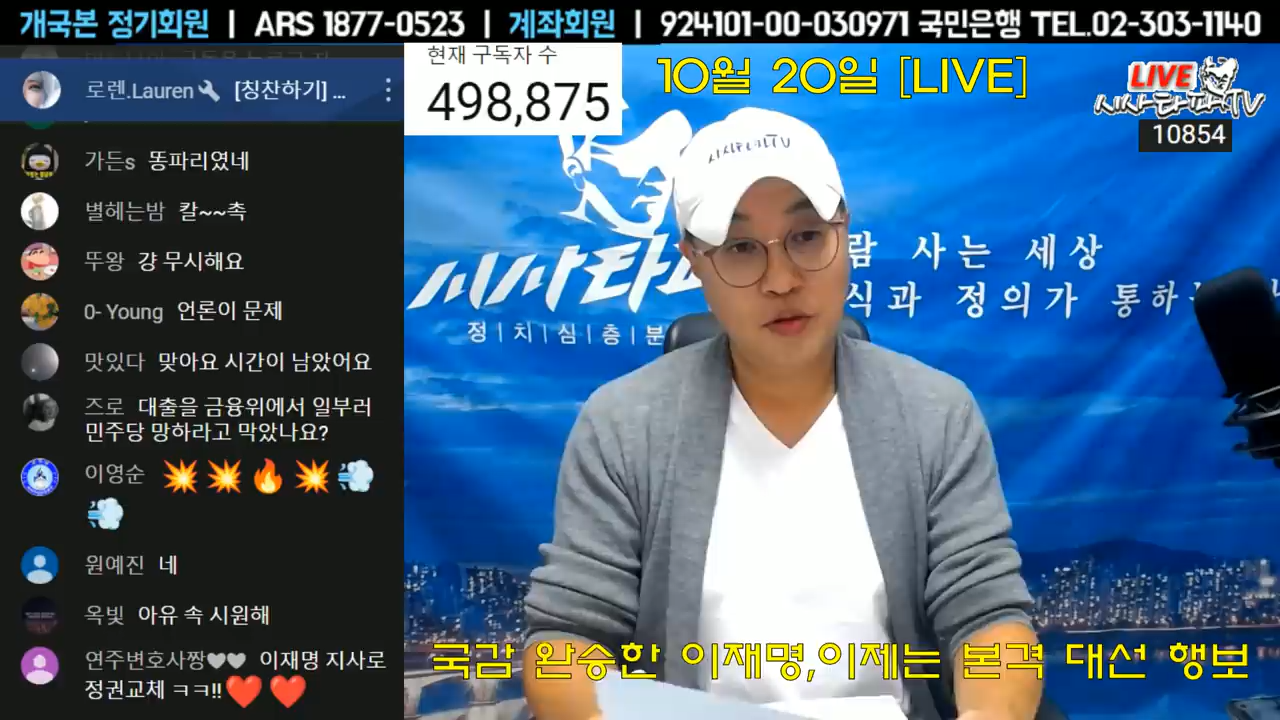 개국본 정기회원 | ARS 1877-0523 | 계좌회원 | 924101-00-030971 국민은행 TEL.02-303-1140
현재 구독자 수
498,875
10월 20일 [LIVE]
LIVE
시사타파TV
10854
로렌.Lauren [칭찬하기] ...
가든s 똥파리였네
별헤는밤 칼~~촉
뚜왕 걍 무시해요
0- Young 언론이 문제
맛있다 맞아요 시간이 남았어요
즈로 대출을 금융위에서 일부러
민주당 망하라고 막았나요?
이영순 💥💥🔥💥💨
💨
원예진 네
옥빛 아유 속 시원해
연주변호사짱🤍🤍 이재명 지사로
정권교체 ㅋㅋ!!❤️❤️
시사타파TV
시사타파
정|치|심|층|분
람 사는 세상
식과 정의가 통하는
국감 완승한 이재명,이제는 본격 대선 행보